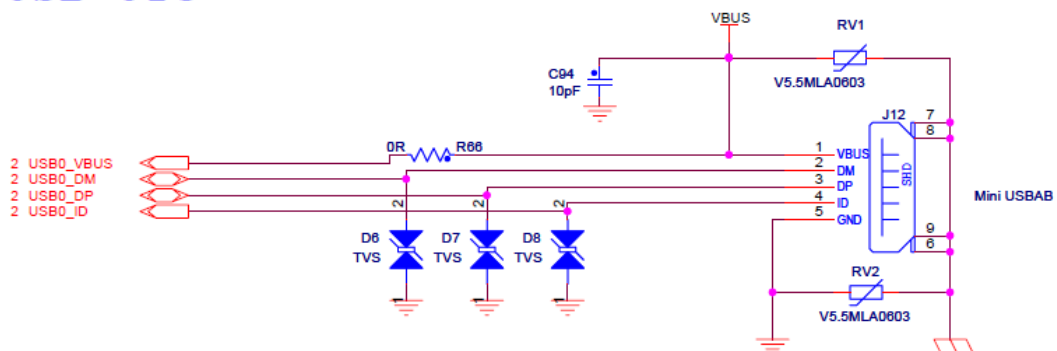 VBUS
RV1
V5.5MLA0603
C94
10pF
J12
7
8
0R
R66
2 USB0_VBUS
2 USB0_DM
2 USB0_DP
2 USB0_ID
1
2
3
4
5
VBUS
DM
DP
ID
GND
SHD
Mini USBAB
2
2
2
D6
TVS
D7
TVS
D8
TVS
1
1
1
9
6
RV2
V5.5MLA0603